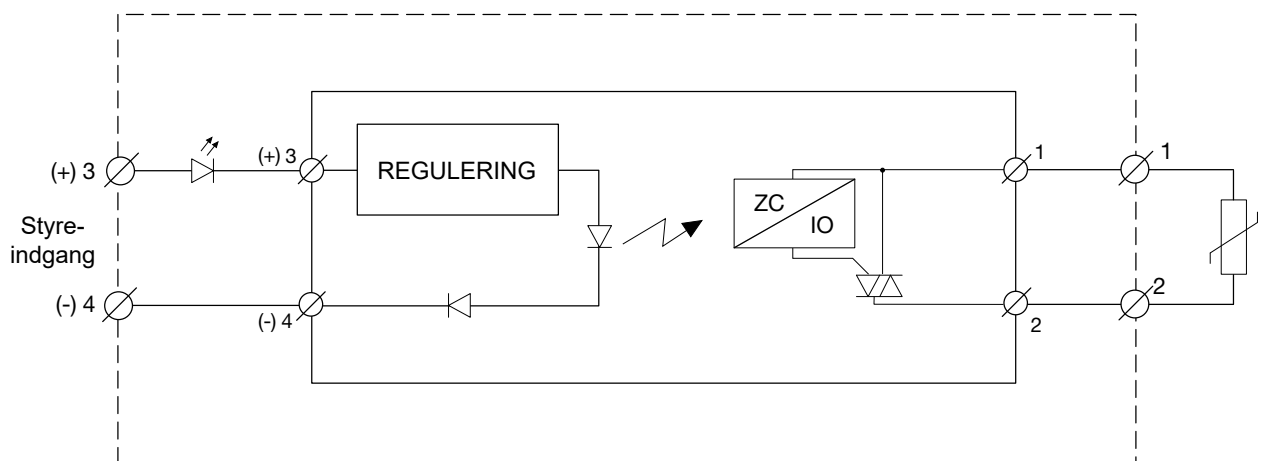 (+) 3
(+) 3
REGULERING
ZC
IO
1
1
Styre-
indgang
(-) 4
(-) 4
2
2